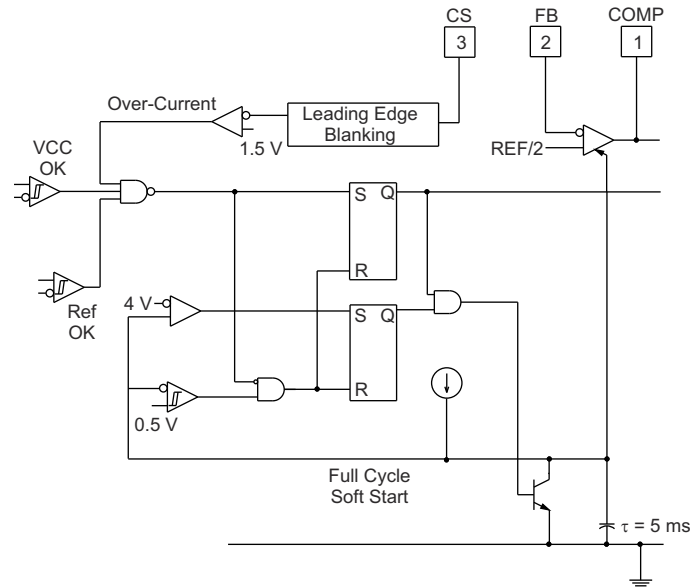 CS
FB
COMP
3
2
1
Over-Current
Leading Edge
Blanking
1.5 V
REF/2
VCC
OK
S
Q
R
Ref
OK
4 V
S
Q
R
0.5 V
Full Cycle
Soft Start
τ = 5 ms